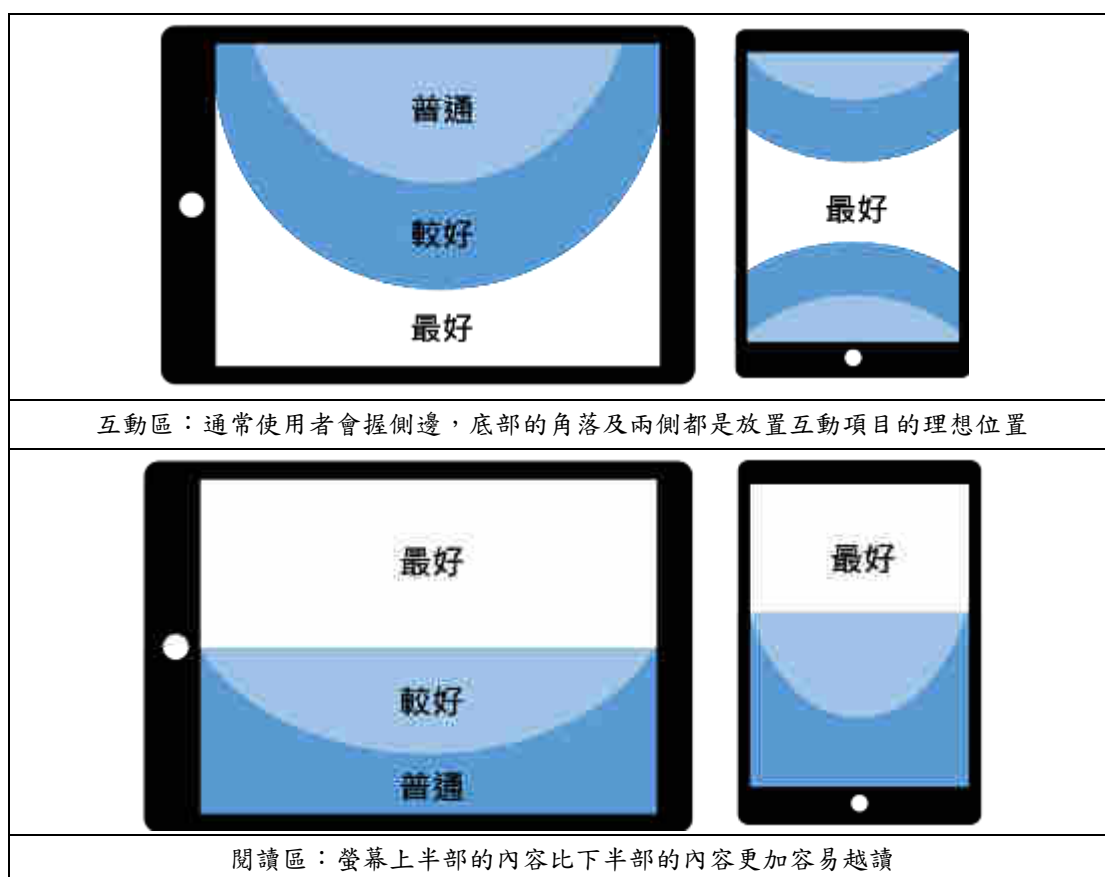 普通
較好
最好
最好
互動區：通常使用者會握側邊，底部的角落及兩側都是放置互動項目的理想位置
最好
較好
普通
最好
閱讀區：螢幕上半部的內容比下半部的內容更加容易越讀